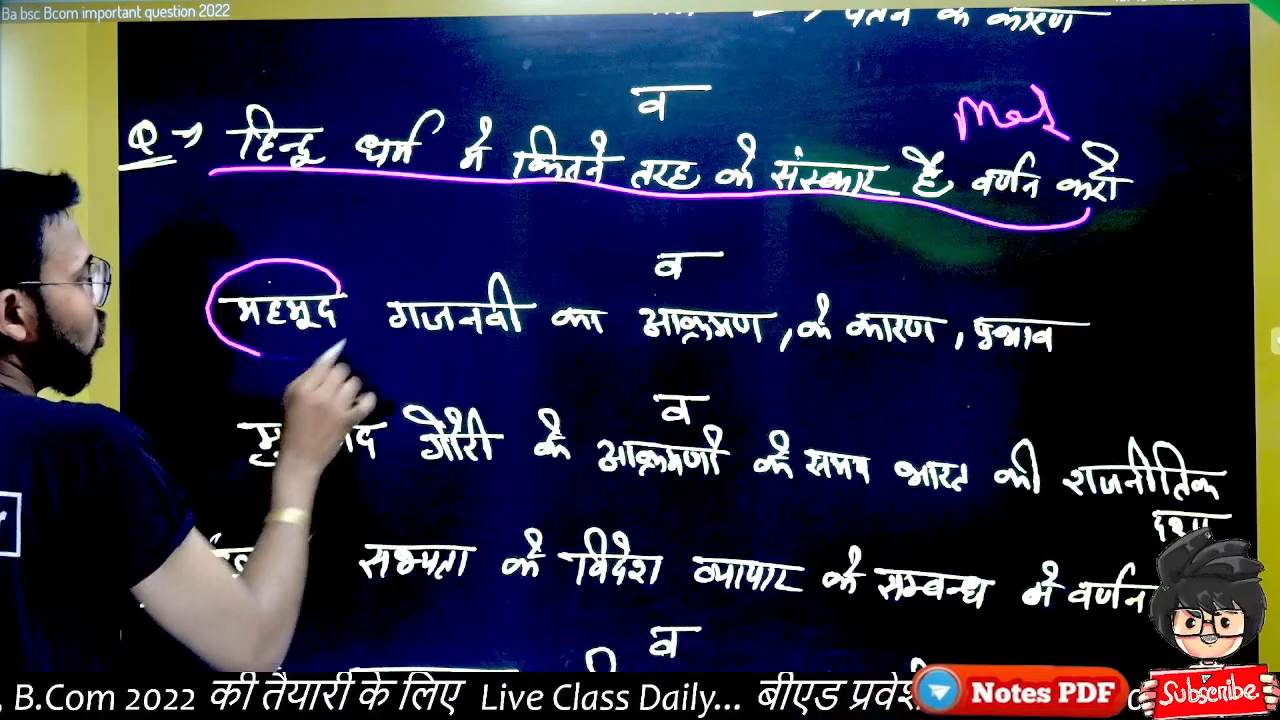 Ba bsc Bcom important question 2022
पतन के कारण
व
Q → हिन्दू धर्म मे कितने तरह के संस्कार है, वर्णन करो
व
महमूद गजनवी का आक्रमण, के कारण, प्रभाव
व
गौरी के आक्रमणों के समय भारत की राजनीतिक
दशा
सभ्यता के विदेश व्यापार के सम्बन्ध में वर्णन
व
B.Com 2022 की तैयारी के लिए Live Class Daily... बीएड
Notes PDF
Subscribe